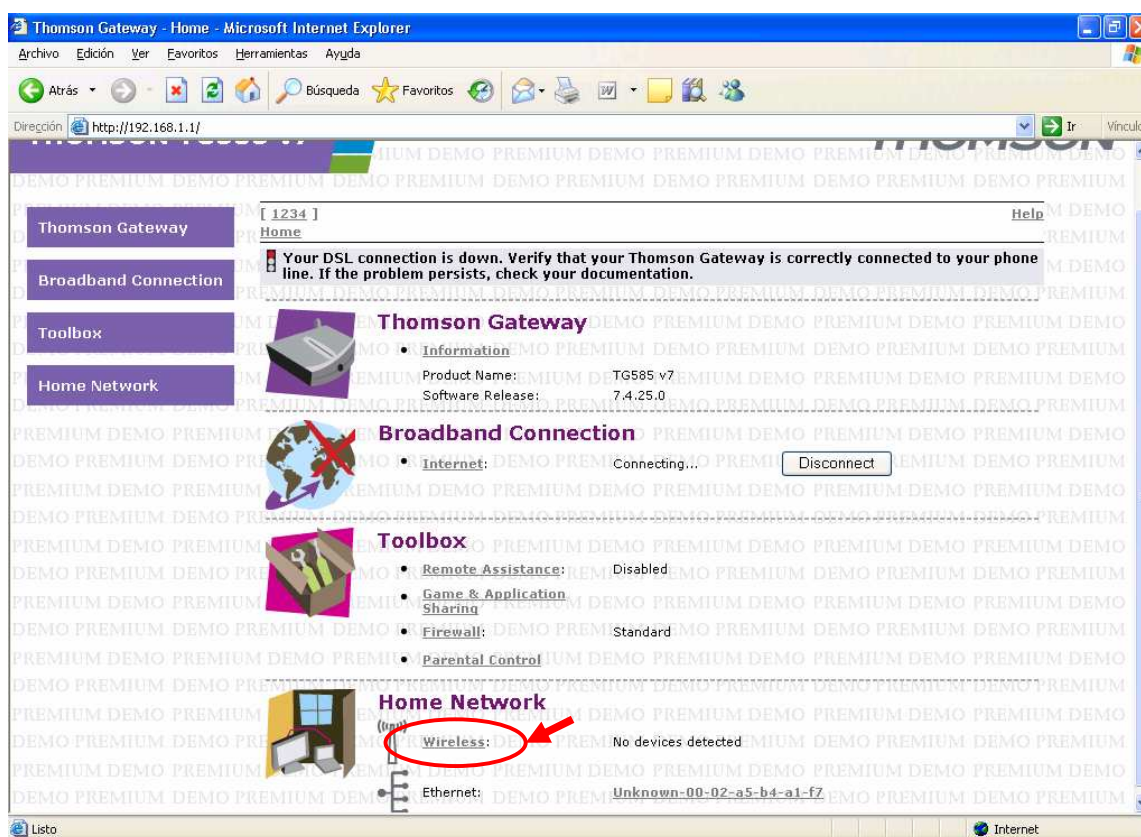 Thomson Gateway - Home - Microsoft Internet Explorer
Archivo Edición Ver Favoritos Herramientas Ayuda
Atrás Búsqueda Favoritos
Dirección http://192.168.1.1/ Ir
[ 1234 ] Help
Home
Thomson Gateway
Broadband Connection
Toolbox
Home Network
Your DSL connection is down. Verify that your Thomson Gateway is correctly connected to your phone
line. If the problem persists, check your documentation.
Thomson Gateway
Information
Product Name: TG585 v7
Software Release: 7.4.25.0
Broadband Connection
Internet: Connecting... Disconnect
Toolbox
Remote Assistance: Disabled
Game & Application
Sharing
Firewall: Standard
Parental Control
Home Network
Wireless: No devices detected
Ethernet: Unknown-00-02-a5-b4-a1-f7
Listo Internet